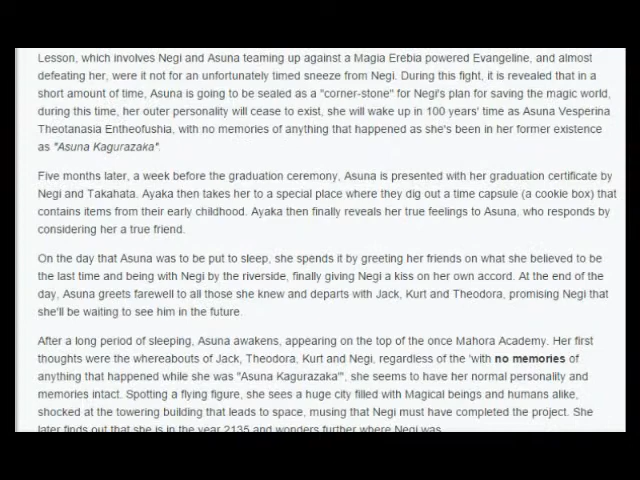 Lesson, which involves Negi and Asuna teaming up against a Magia Erebia powered Evangeline, and almost
defeating her, were it not for an unfortunately timed sneeze from Negi. During this fight, it is revealed that in a
short amount of time, Asuna is going to be sealed as a "corner-stone" for Negi's plan for saving the magic world,
during this time, her outer personality will cease to exist, she will wake up in 100 years' time as Asuna Vesperina
Theotanasia Entheofushia, with no memories of anything that happened as she's been in her former existence
as "Asuna Kagurazaka".
Five months later, a week before the graduation ceremony, Asuna is presented with her graduation certificate by
Negi and Takahata. Ayaka then takes her to a special place where they dig out a time capsule (a cookie box) that
contains items from their early childhood. Ayaka then finally reveals her true feelings to Asuna, who responds by
considering her a true friend.
On the day that Asuna was to be put to sleep, she spends it by greeting her friends on what she believed to be
the last time and being with Negi by the riverside, finally giving Negi a kiss on her own accord. At the end of the
day, Asuna greets farewell to all those she knew and departs with Jack, Kurt and Theodora, promising Negi that
she'll be waiting to see him in the future.
After a long period of sleeping, Asuna awakens, appearing on the top of the once Mahora Academy. Her first
thoughts were the whereabouts of Jack, Theodora, Kurt and Negi, regardless of the 'with no memories of
anything that happened while she was "Asuna Kagurazaka"', she seems to have her normal personality and
memories intact. Spotting a flying figure, she sees a huge city filled with Magical beings and humans alike,
shocked at the towering building that leads to space, musing that Negi must have completed the project. She
later finds out that she is in the year 2135 and wonders further where Negi was.